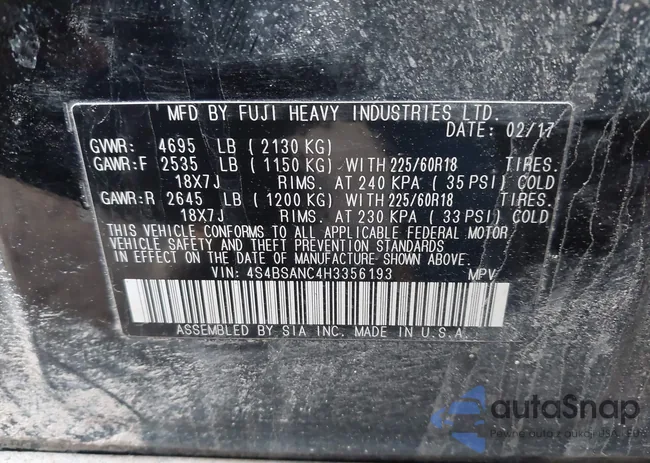 MFD BY FUJI HEAVY INDUSTRIES LTD.
DATE: 02/17
GVWR: 4695 LB ( 2130 KG)
GAWR:F 2535 LB ( 1150 KG) WITH 225/60R18 TIRES.
18X7J RIMS. AT 240 KPA ( 35 PSI) COLD
GAWR:R 2645 LB ( 1200 KG) WITH 225/60R18 TIRES.
18X7J RIMS. AT 230 KPA ( 33 PSI) COLD
THIS VEHICLE CONFORMS TO ALL APPLICABLE FEDERAL MOTOR
VEHICLE SAFETY AND THEFT PREVENTION STANDARDS
IN EFFECT ON THE DATE OF MANUFACTURE SHOWN ABOVE.
VIN: 4S4BSANC4H3356193 MPV
ASSEMBLED BY SIA INC. MADE IN U.S.A.
autaSnap
Pewne auta z aukcji